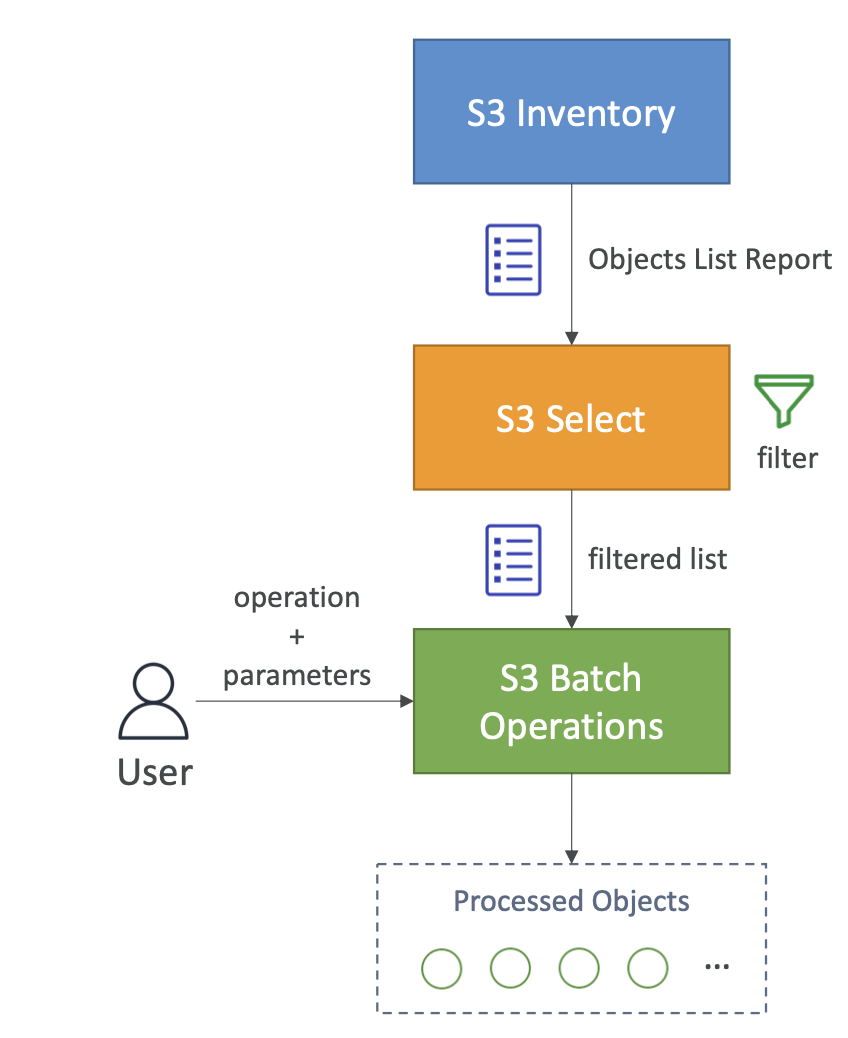 S3 Inventory
Objects List Report
S3 Select
filter
filtered list
operation
+
parameters
User
S3 Batch
Operations
Processed Objects
...